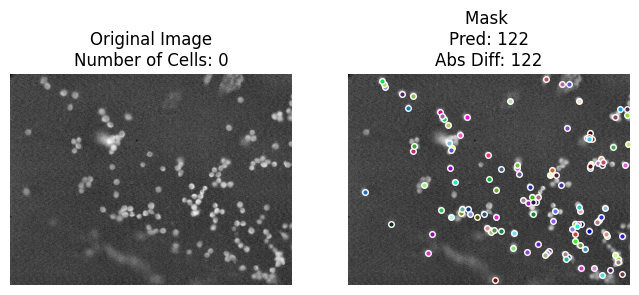 Original Image
Number of Cells: 0
Mask
Pred: 122
Abs Diff: 122